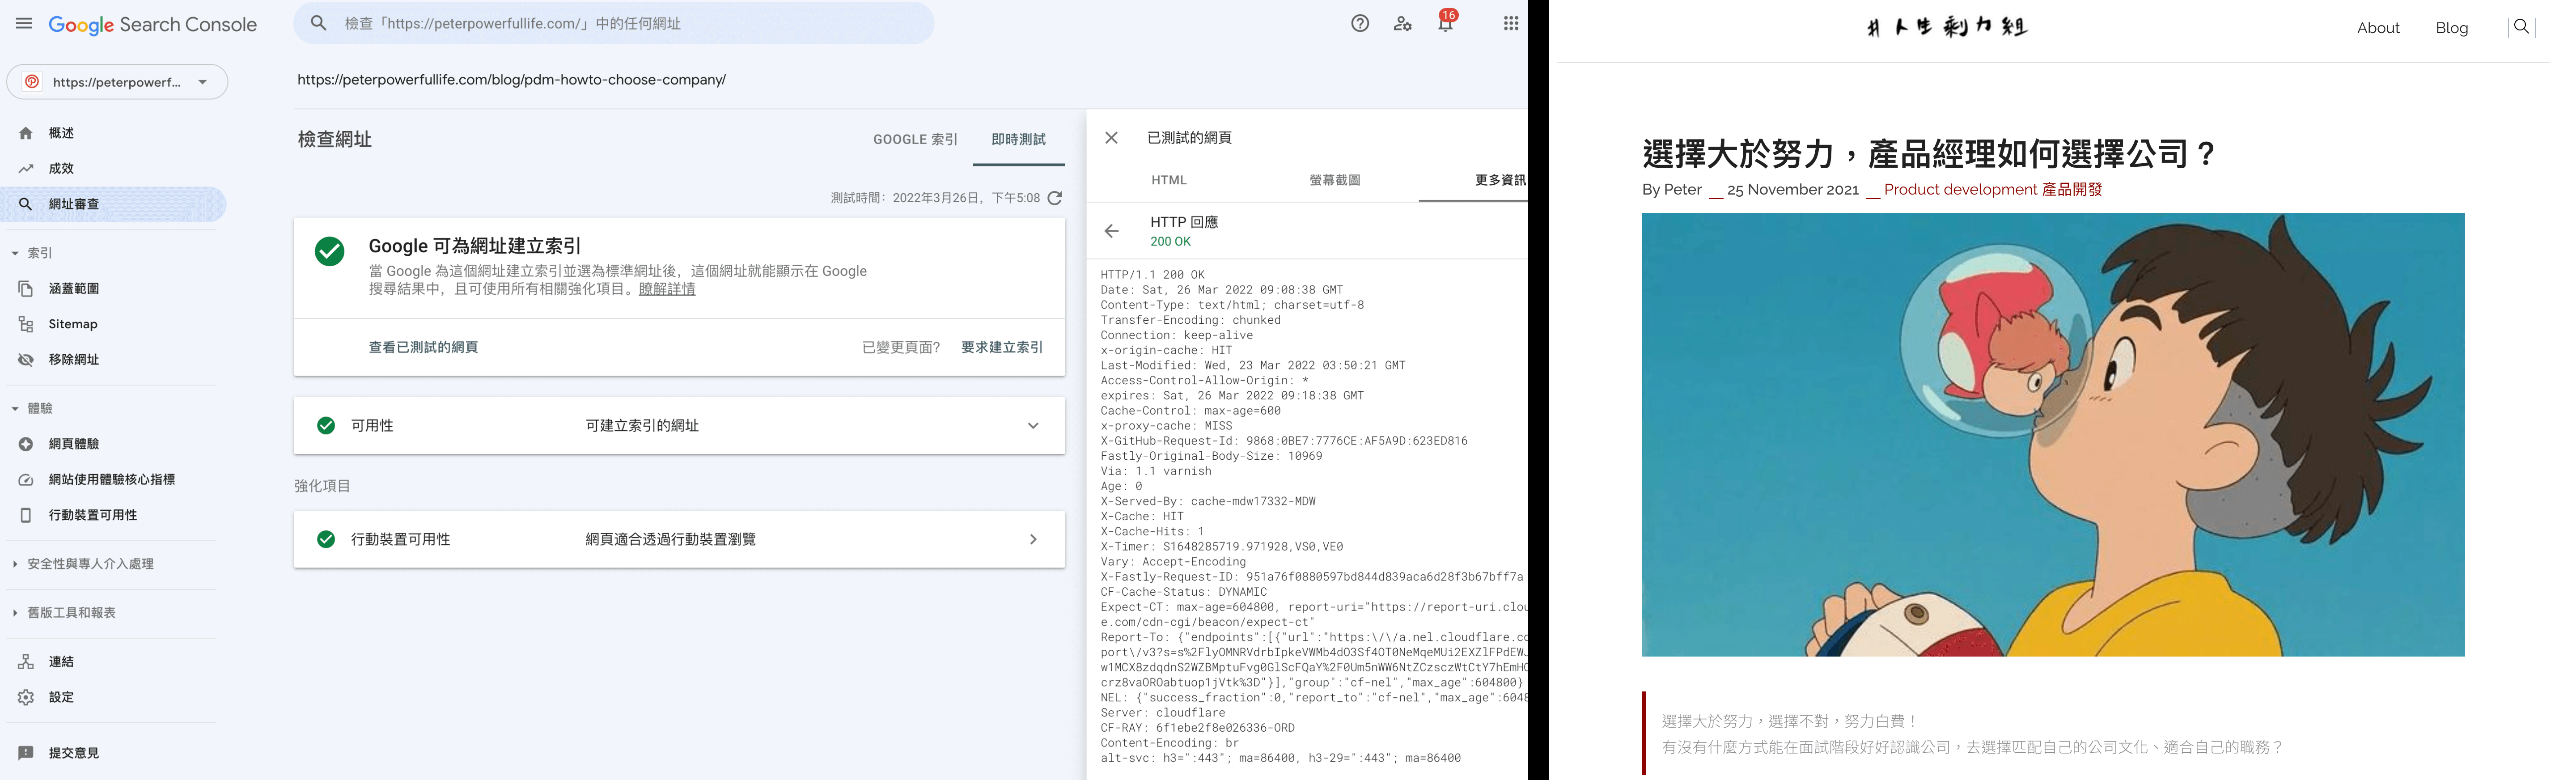 Google Search Console
檢查「https://peterpowerfullife.com/」中的任何網址
16
https://peterpowerf...
概述
成效
網址審查
索引
涵蓋範圍
Sitemap
移除網址
體驗
網頁體驗
網站使用體驗核心指標
行動裝置可用性
安全性與專人介入處理
舊版工具和報表
連結
設定
提交意見
https://peterpowerfullife.com/blog/pdm-howto-choose-company/
檢查網址
GOOGLE 索引
即時測試
測試時間：2022年3月26日，下午5:08
Google 可為網址建立索引
當 Google 為這個網址建立索引並選為標準網址後，這個網址就能顯示在 Google
搜尋結果中，且可使用所有相關強化項目。瞭解詳情
查看已測試的網頁
已變更頁面?
要求建立索引
可用性
可建立索引的網址
強化項目
行動裝置可用性
網頁適合透過行動裝置瀏覽
已測試的網頁
HTML
螢幕截圖
更多資訊
HTTP 回應
200 OK
HTTP/1.1 200 OK
Date: Sat, 26 Mar 2022 09:08:38 GMT
Content-Type: text/html; charset=utf-8
Transfer-Encoding: chunked
Connection: keep-alive
x-origin-cache: HIT
Last-Modified: Wed, 23 Mar 2022 03:50:21 GMT
Access-Control-Allow-Origin: *
expires: Sat, 26 Mar 2022 09:18:38 GMT
Cache-Control: max-age=600
x-proxy-cache: MISS
X-GitHub-Request-Id: 9868:0BE7:7776CE:AF5A9D:623ED816
Fastly-Original-Body-Size: 10969
Via: 1.1 varnish
Age: 0
X-Served-By: cache-mdw17332-MDW
X-Cache: HIT
X-Cache-Hits: 1
X-Timer: S1648285719.971928,VS0,VE0
Vary: Accept-Encoding
X-Fastly-Request-ID: 951a76f0880597bd844d839aca6d28f3b67bff7a
CF-Cache-Status: DYNAMIC
Expect-CT: max-age=604800, report-uri="https://report-uri.clou
e.com/cdn-cgi/beacon/expect-ct"
Report-To: {"endpoints":[{"url":"https:\/\/a.nel.cloudflare.co
port\/v3?s=s%2FlyOMNRVdrbIpkeVWMb4dO3Sf4OT0NeMqeMUi2EXZlFPdEWJ
w1MCX8zdqdnS2WZBMptuFvg0GlScFQaY%2F0Um5nWW6NtZCzsczWtCtY7hEmHC
crz8vaOROabtuop1jVtk%3D"}],"group":"cf-nel","max_age":604800}
NEL: {"success_fraction":0,"report_to":"cf-nel","max_age":6048
Server: cloudflare
CF-RAY: 6f1ebe2f8e026336-ORD
Content-Encoding: br
alt-svc: h3=":443"; ma=86400, h3-29=":443"; ma=86400
# 人生剩力組
About
Blog
選擇大於努力，產品經理如何選擇公司？
By Peter __ 25 November 2021 __ Product development 產品開發
選擇大於努力，選擇不對，努力白費！
有沒有什麼方式能在面試階段好好認識公司，去選擇匹配自己的公司文化、適合自己的職務？